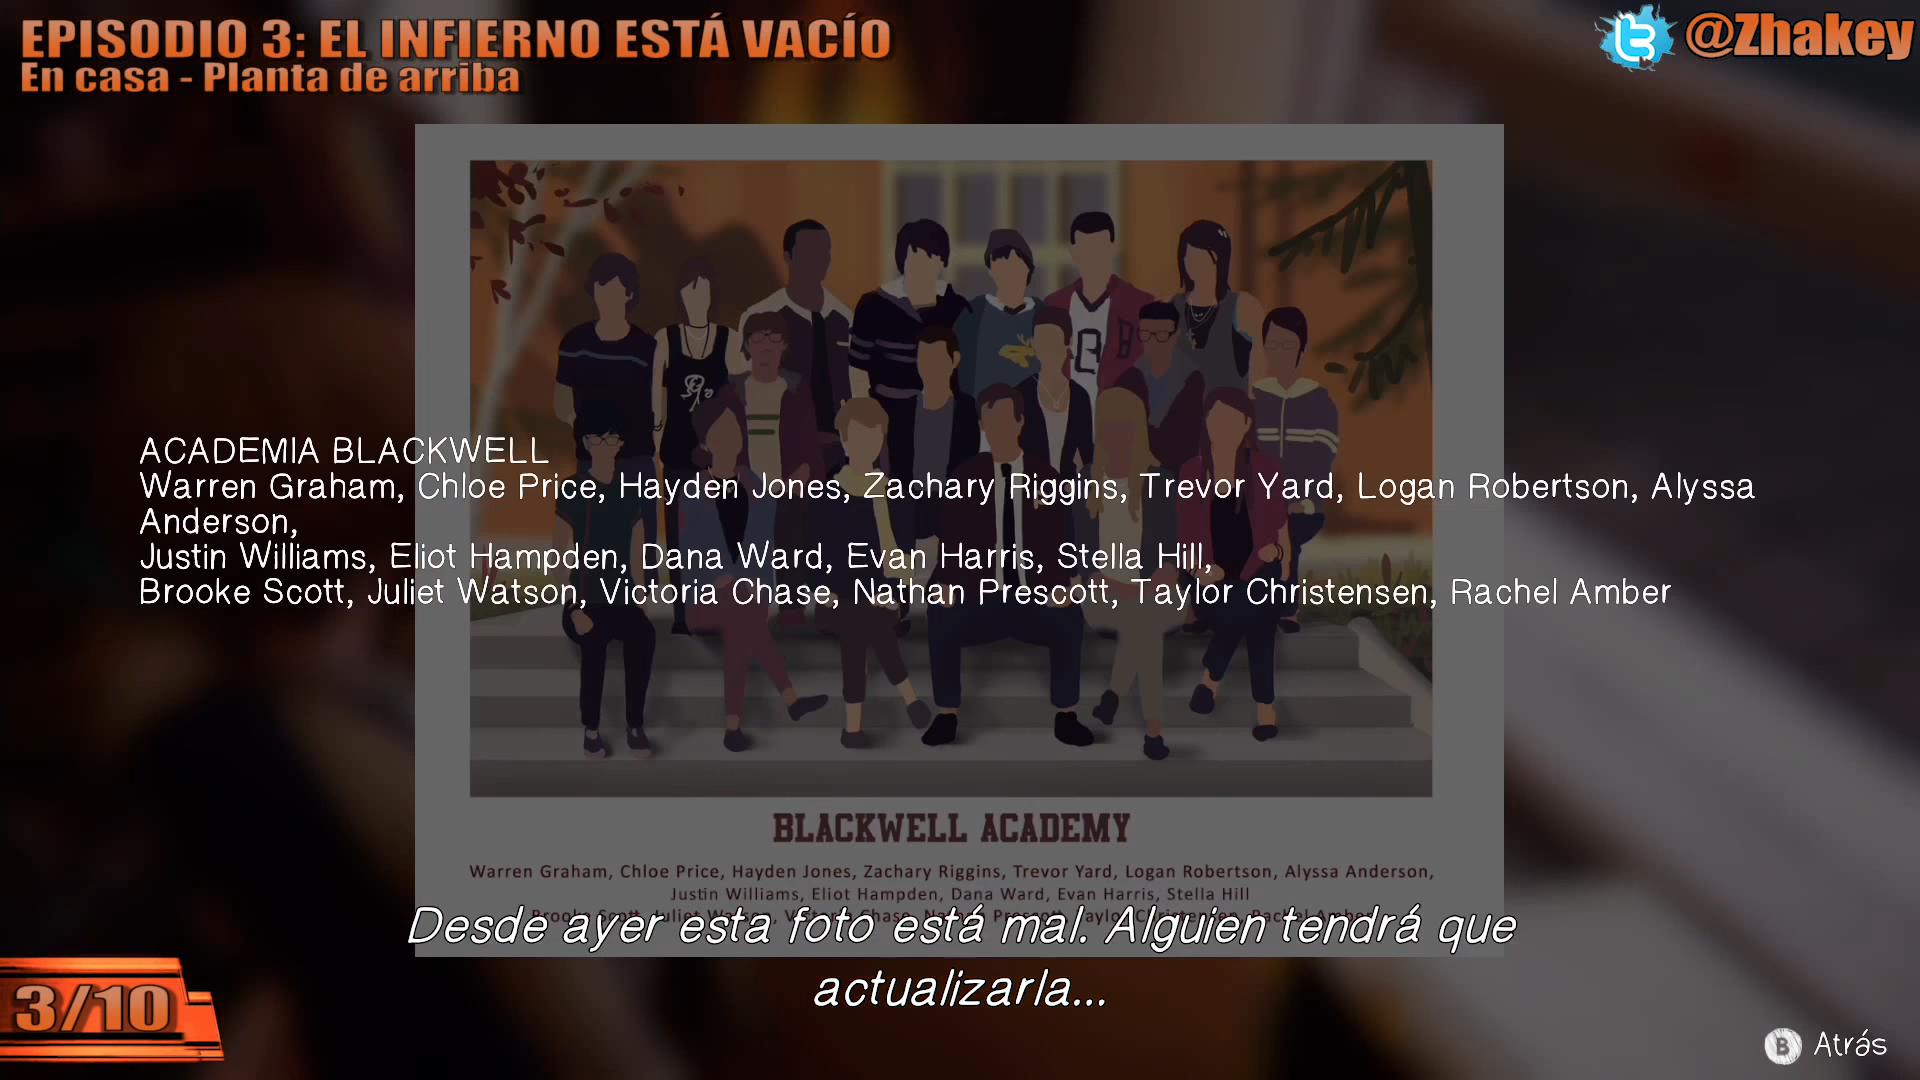 EPISODIO 3: EL INFIERNO ESTÁ VACÍO
En casa - Planta de arriba
@Zhakey
ACADEMIA BLACKWELL
Warren Graham, Chloe Price, Hayden Jones, Zachary Riggins, Trevor Yard, Logan Robertson, Alyssa
Anderson,
Justin Williams, Eliot Hampden, Dana Ward, Evan Harris, Stella Hill,
Brooke Scott, Juliet Watson, Victoria Chase, Nathan Prescott, Taylor Christensen, Rachel Amber
BLACKWELL ACADEMY
Warren Graham, Chloe Price, Hayden Jones, Zachary Riggins, Trevor Yard, Logan Robertson, Alyssa Anderson,
Justin Williams, Eliot Hampden, Dana Ward, Evan Harris, Stella Hill
Desde ayer esta foto está mal. Alguien tendrá que
actualizarla...
3/10
B Atrás